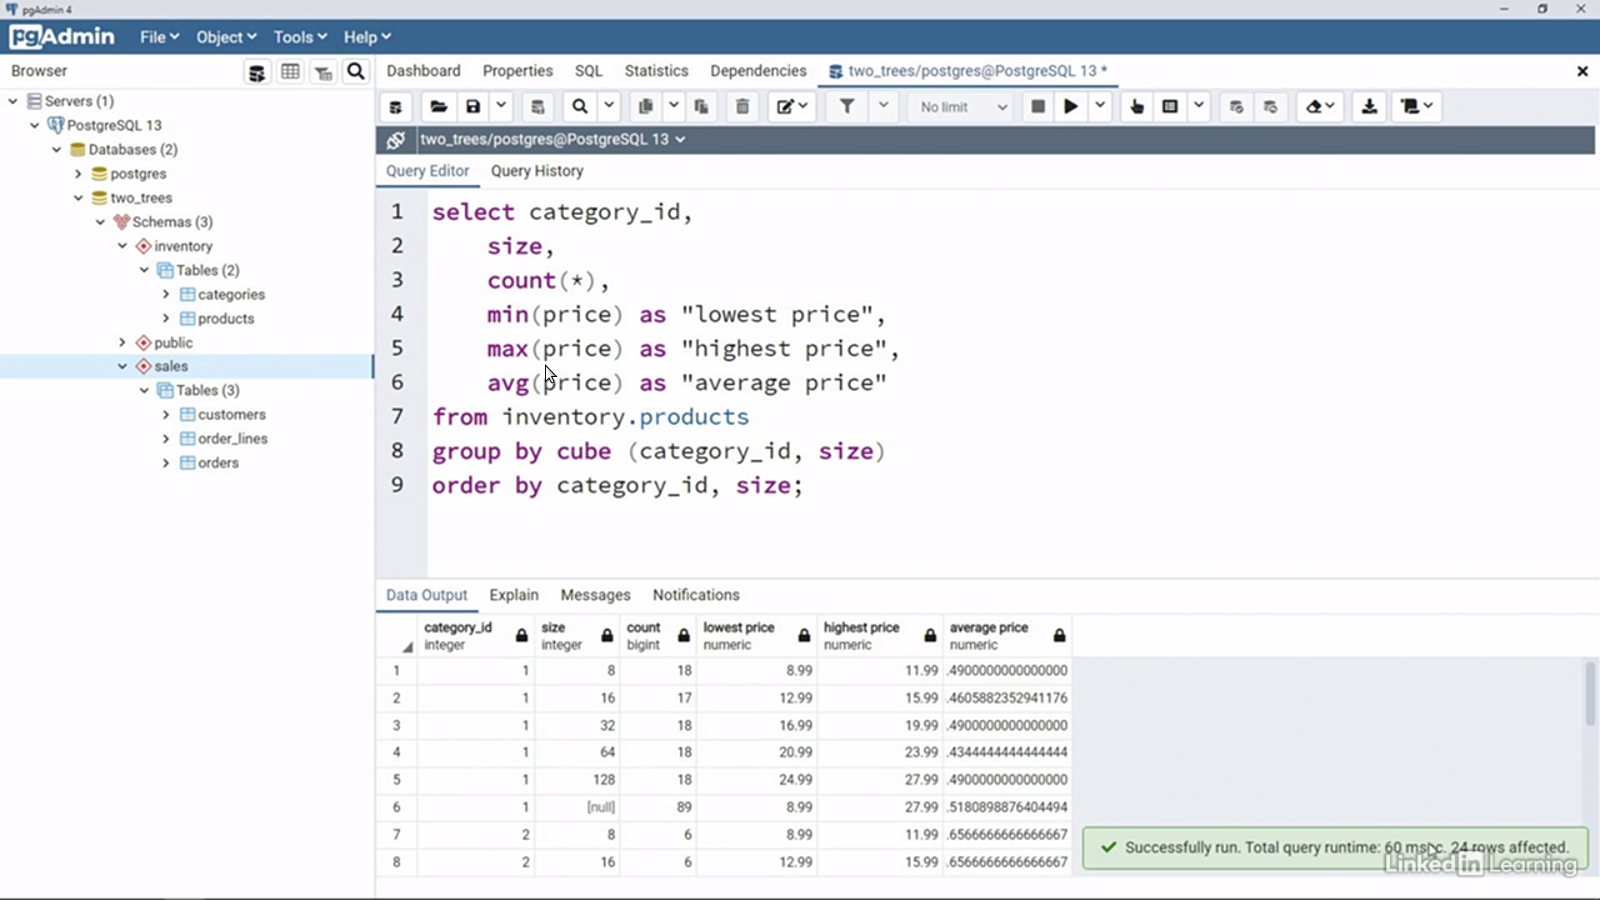 pgAdmin 4
pgAdmin File Object Tools Help
Browser
Dashboard Properties SQL Statistics Dependencies two_trees/postgres@PostgreSQL 13 *
No limit
two_trees/postgres@PostgreSQL 13
Query Editor Query History
Servers (1)
PostgreSQL 13
Databases (2)
postgres
two_trees
Schemas (3)
inventory
Tables (2)
categories
products
public
sales
Tables (3)
customers
order_lines
orders
1 select category_id,
2 size,
3 count(*),
4 min(price) as "lowest price",
5 max(price) as "highest price",
6 avg(price) as "average price"
7 from inventory.products
8 group by cube (category_id, size)
9 order by category_id, size;
Data Output Explain Messages Notifications
category_id size count lowest price highest price average price
integer integer bigint numeric numeric numeric
1 1 8 18 8.99 11.99 .4900000000000000
2 1 16 17 12.99 15.99 .4605882352941176
3 1 32 18 16.99 19.99 .4900000000000000
4 1 64 18 20.99 23.99 .4344444444444444
5 1 128 18 24.99 27.99 .4900000000000000
6 1 [null] 89 8.99 27.99 .5180898876404494
7 2 8 6 8.99 11.99 .6566666666666667
8 2 16 6 12.99 15.99 .6566666666666667
Successfully run. Total query runtime: 60 msec. 24 rows affected.
LinkedIn Learning